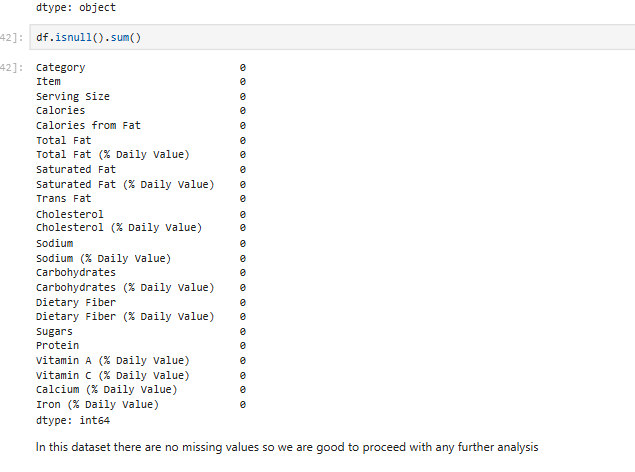 dtype: object
42]: df.isnull().sum()
42]: Category 0
Item 0
Serving Size 0
Calories 0
Calories from Fat 0
Total Fat 0
Total Fat (% Daily Value) 0
Saturated Fat 0
Saturated Fat (% Daily Value) 0
Trans Fat 0
Cholesterol 0
Cholesterol (% Daily Value) 0
Sodium 0
Sodium (% Daily Value) 0
Carbohydrates 0
Carbohydrates (% Daily Value) 0
Dietary Fiber 0
Dietary Fiber (% Daily Value) 0
Sugars 0
Protein 0
Vitamin A (% Daily Value) 0
Vitamin C (% Daily Value) 0
Calcium (% Daily Value) 0
Iron (% Daily Value) 0
dtype: int64
In this dataset there are no missing values so we are good to proceed with any further analysis